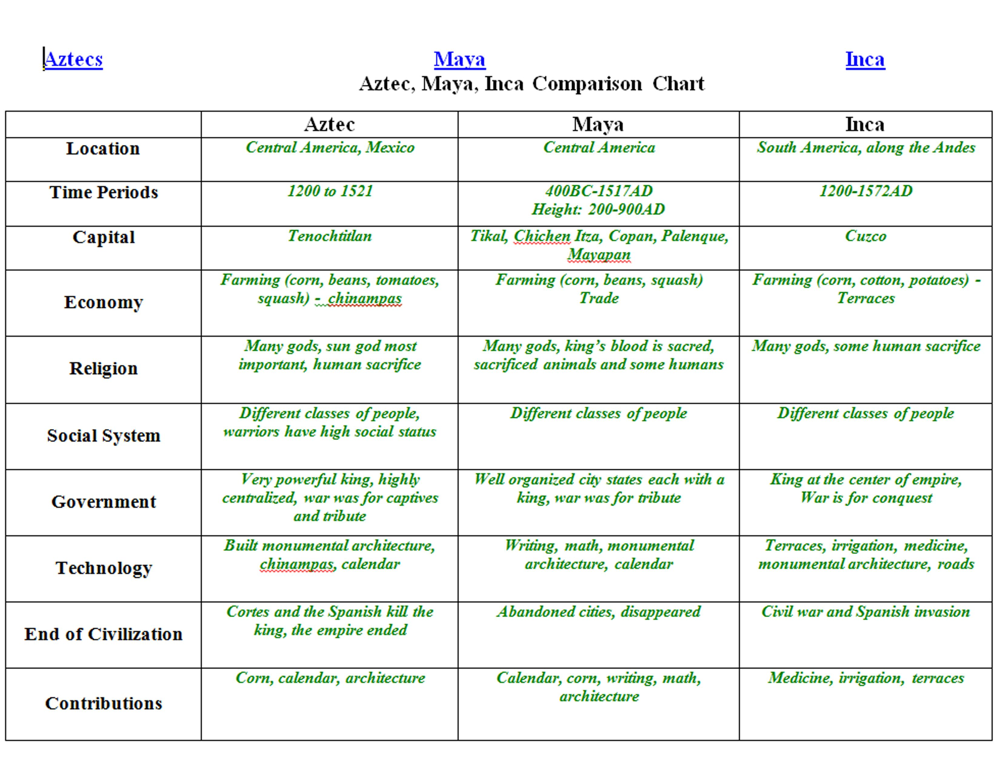 Aztecs Maya Inca
Aztec, Maya, Inca Comparison Chart
Aztec Maya Inca
Location
Central America, Mexico
Central America
South America, along the Andes
Time Periods
1200 to 1521
400BC-1517AD
Height: 200-900AD
1200-1572AD
Capital
Tenochtitlan
Tikal, Chichen Itza, Copan, Palenque,
Mayapan
Cuzco
Economy
Farming (corn, beans, tomatoes,
squash) - chinampas
Farming (corn, beans, squash)
Trade
Farming (corn, cotton, potatoes) -
Terraces
Religion
Many gods, sun god most
important, human sacrifice
Many gods, king’s blood is sacred,
sacrificed animals and some humans
Many gods, some human sacrifice
Social System
Different classes of people,
warriors have high social status
Different classes of people
Different classes of people
Government
Very powerful king, highly
centralized, war was for captives
and tribute
Well organized city states each with a
king, war was for tribute
King at the center of empire,
War is for conquest
Technology
Built monumental architecture,
chinampas, calendar
Writing, math, monumental
architecture, calendar
Terraces, irrigation, medicine,
monumental architecture, roads
End of Civilization
Cortes and the Spanish kill the
king, the empire ended
Abandoned cities, disappeared
Civil war and Spanish invasion
Contributions
Corn, calendar, architecture
Calendar, corn, writing, math,
architecture
Medicine, irrigation, terraces